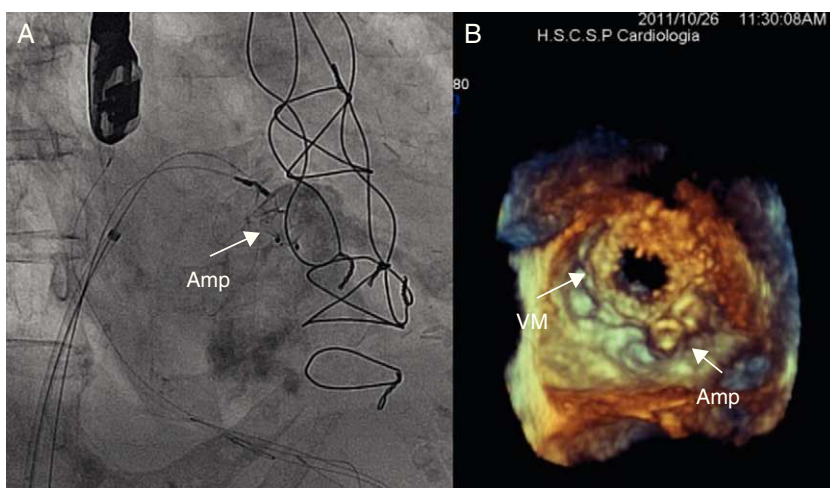 A
Amp
B
2011/10/26 11:30:08AM
H.S.C.S.P Cardiologia
80
VM
Amp